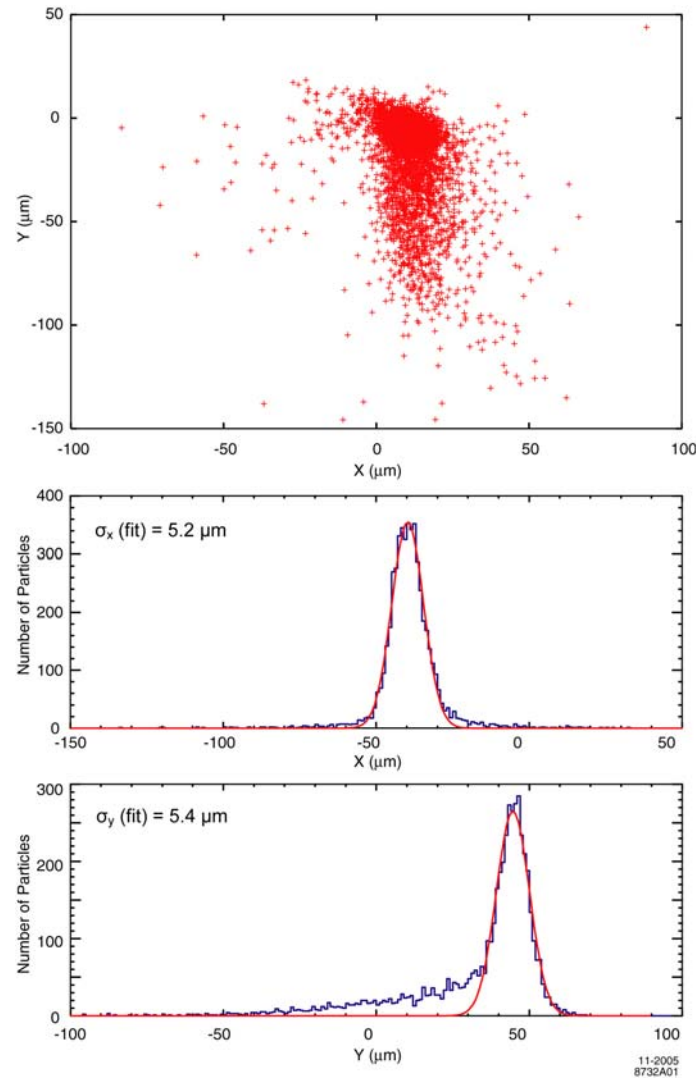 50
0
-50
-100
-150
Y (μm)
-100 -50 0 50 100
X (μm)
400
300
200
100
0
Number of Particles
σx (fit) = 5.2 μm
-150 -100 -50 0 50
X (μm)
300
200
100
50
0
Number of Particles
σy (fit) = 5.4 μm
-100 -50 0 50 100
Y (μm)
11-2005
8732A01